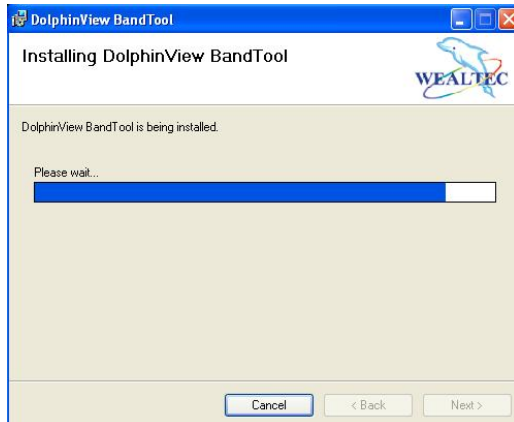 DolphinView BandTool
Installing DolphinView BandTool
WEALTEC
DolphinView BandTool is being installed.
Please wait...
Cancel
< Back
Next >